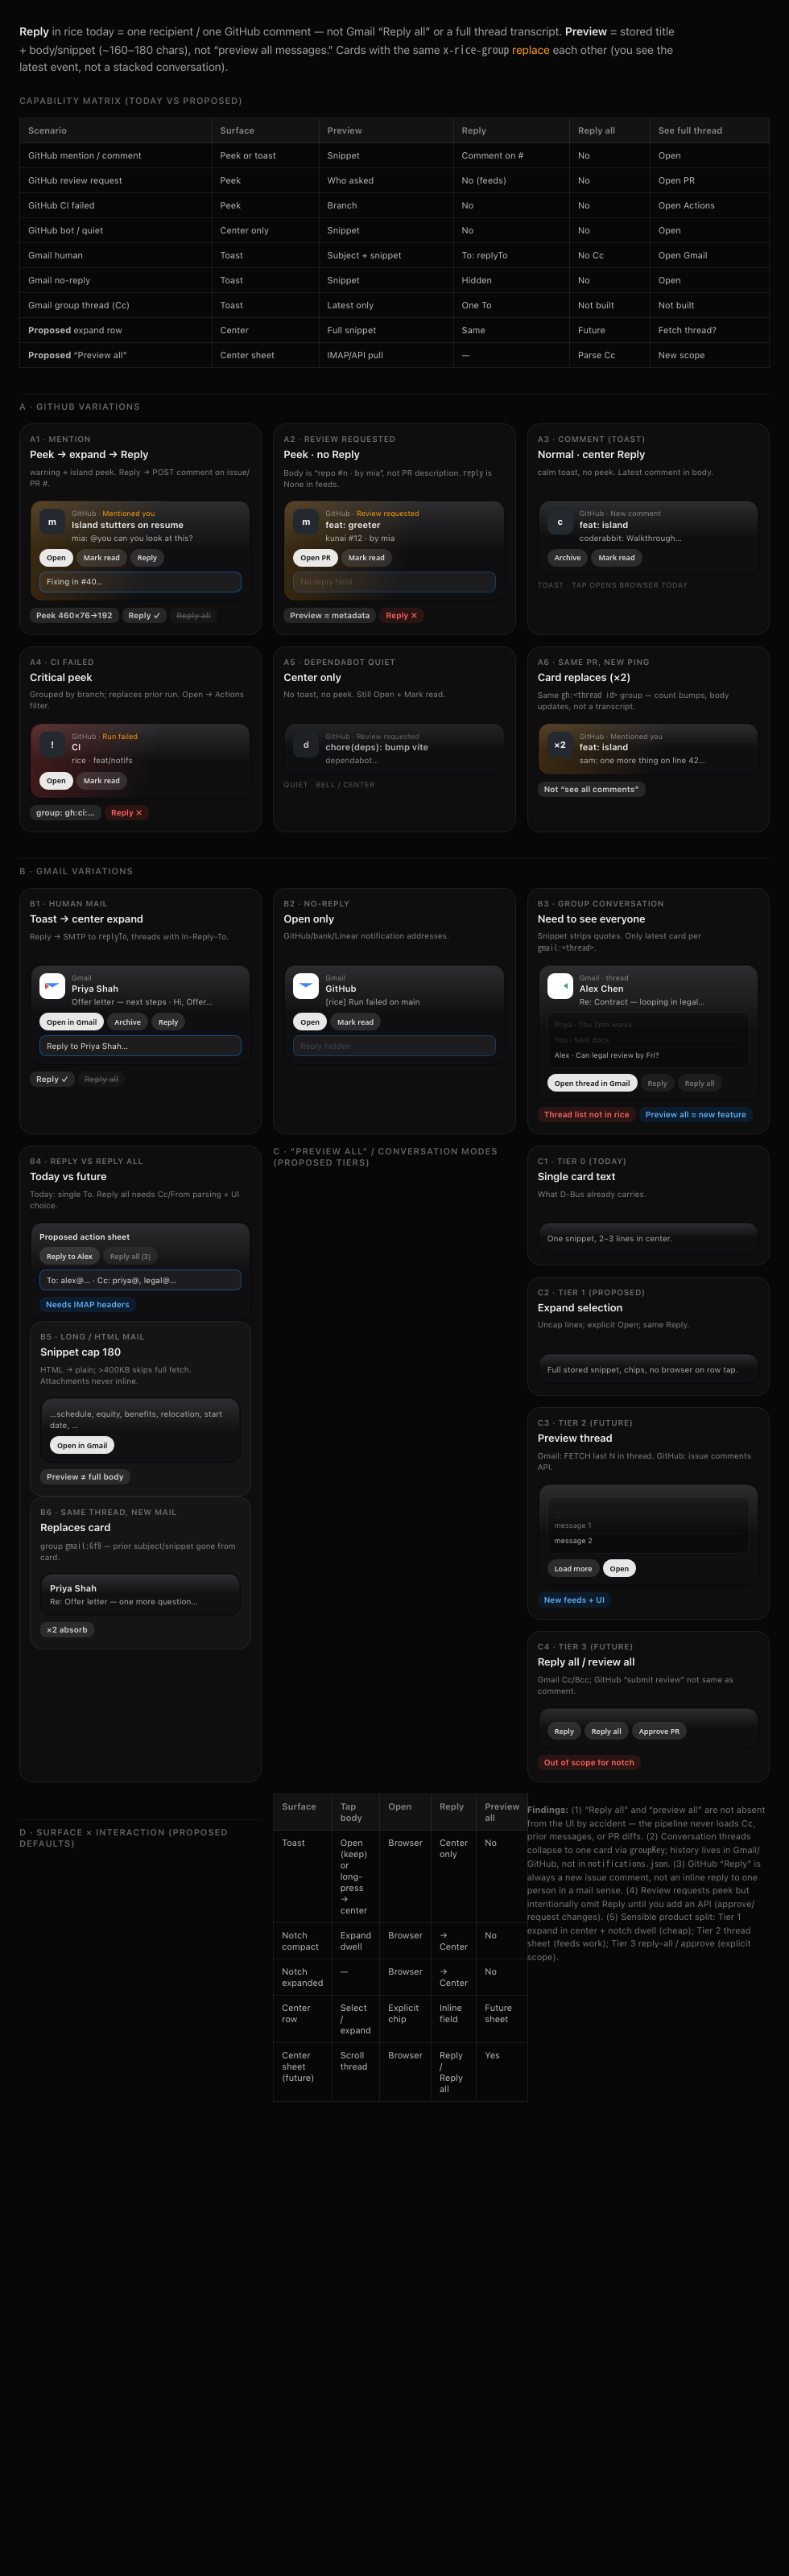 Reply in rice today = one recipient / one GitHub comment — not Gmail “Reply all” or a full thread transcript. Preview = stored title
+ body/snippet (~160–180 chars), not “preview all messages.” Cards with the same x-rice-group replace each other (you see the
latest event, not a stacked conversation).
CAPABILITY MATRIX (TODAY VS PROPOSED)
Scenario Surface Preview Reply Reply all See full thread
GitHub mention / comment Peek or toast Snippet Comment on # No Open
GitHub review request Peek Who asked No (feeds) No Open PR
GitHub CI failed Peek Branch No No Open Actions
GitHub bot / quiet Center only Snippet No No Open
Gmail human Toast Subject + snippet To: replyTo No Cc Open Gmail
Gmail no-reply Toast Snippet Hidden No Open
Gmail group thread (Cc) Toast Latest only One To Not built Not built
Proposed expand row Center Full snippet Same Future Fetch thread?
Proposed “Preview all” Center sheet IMAP/API pull — Parse Cc New scope
A · GITHUB VARIATIONS
A1 · MENTION
Peek → expand → Reply
warning + island peek. Reply → POST comment on issue/
PR #.
m
GitHub · Mentioned you
Island stutters on resume
mia: @you can you look at this?
Open Mark read Reply
Fixing in #40…
Peek 460×76→192 Reply ✓ Reply all
A2 · REVIEW REQUESTED
Peek · no Reply
Body is “repo #n · by mia”, not PR description. reply is
None in feeds.
m
GitHub · Review requested
feat: greeter
kunai #12 · by mia
Open PR Mark read
No reply field
Preview = metadata Reply ✕
A3 · COMMENT (TOAST)
Normal · center Reply
calm toast, no peek. Latest comment in body.
c
GitHub · New comment
feat: island
coderabbit: Walkthrough…
Archive Mark read
TOAST · TAP OPENS BROWSER TODAY
A4 · CI FAILED
Critical peek
Grouped by branch; replaces prior run. Open → Actions
filter.
!
GitHub · Run failed
CI
rice · feat/notifs
Open Mark read
group: gh:ci:… Reply ✕
A5 · DEPENDABOT QUIET
Center only
No toast, no peek. Still Open + Mark read.
d
GitHub · Review requested
chore(deps): bump vite
dependabot…
QUIET · BELL / CENTER
A6 · SAME PR, NEW PING
Card replaces (×2)
Same gh:<thread id> group — count bumps, body
updates, not a transcript.
×2
GitHub · Mentioned you
feat: island
sam: one more thing on line 42…
Not “see all comments”
B · GMAIL VARIATIONS
B1 · HUMAN MAIL
Toast → center expand
Reply → SMTP to replyTo, threads with In-Reply-To.
Gmail
Priya Shah
Offer letter — next steps · Hi, Offer…
Open in Gmail Archive Reply
Reply to Priya Shah…
Reply ✓ Reply all
B2 · NO-REPLY
Open only
GitHub/bank/Linear notification addresses.
Gmail
GitHub
[rice] Run failed on main
Open Mark read
Reply hidden
B3 · GROUP CONVERSATION
Need to see everyone
Snippet strips quotes. Only latest card per
gmail:<thread>.
Gmail · thread
Alex Chen
Re: Contract — looping in legal…
Priya · Thu 2pm works
You · Sent docs
Alex · Can legal review by Fri?
Open thread in Gmail Reply Reply all
Thread list not in rice Preview all = new feature
B4 · REPLY VS REPLY ALL
Today vs future
Today: single To. Reply all needs Cc/From parsing + UI
choice.
Proposed action sheet
Reply to Alex Reply all (3)
To: alex@… · Cc: priya@, legal@…
Needs IMAP headers
B5 · LONG / HTML MAIL
Snippet cap 180
HTML → plain; >400KB skips full fetch.
Attachments never inline.
…schedule, equity, benefits, relocation, start
date, …
Open in Gmail
Preview ≠ full body
B6 · SAME THREAD, NEW MAIL
Replaces card
group gmail:6f8 — prior subject/snippet gone from
card.
Priya Shah
Re: Offer letter — one more question…
×2 absorb
C · “PREVIEW ALL” / CONVERSATION MODES
(PROPOSED TIERS)
C1 · TIER 0 (TODAY)
Single card text
What D-Bus already carries.
One snippet, 2–3 lines in center.
C2 · TIER 1 (PROPOSED)
Expand selection
Uncap lines; explicit Open; same Reply.
Full stored snippet, chips, no browser on row tap.
C3 · TIER 2 (FUTURE)
Preview thread
Gmail: FETCH last N in thread. GitHub: issue comments
API.
…
message 1
message 2
Load more Open
New feeds + UI
C4 · TIER 3 (FUTURE)
Reply all / review all
Gmail Cc/Bcc; GitHub “submit review” not same as
comment.
Reply Reply all Approve PR
Out of scope for notch
D · SURFACE × INTERACTION (PROPOSED
DEFAULTS)
Surface Tap body Open Reply Preview all
Toast Open (keep) or long-press → center Browser Center only No
Notch compact Expand dwell Browser → Center No
Notch expanded — Browser → Center No
Center row Select / expand Explicit chip Inline field Future sheet
Center sheet (future) Scroll thread Browser Reply / Reply all Yes
Findings: (1) “Reply all” and “preview all” are not absent
from the UI by accident — the pipeline never loads Cc,
prior messages, or PR diffs. (2) Conversation threads
collapse to one card via groupKey; history lives in Gmail/
GitHub, not in notifications.json. (3) GitHub “Reply” is
always a new issue comment, not an inline reply to one
person in a mail sense. (4) Review requests peek but
intentionally omit Reply until you add an API (approve/
request changes). (5) Sensible product split: Tier 1
expand in center + notch dwell (cheap); Tier 2 thread
sheet (feeds work); Tier 3 reply-all / approve (explicit
scope).